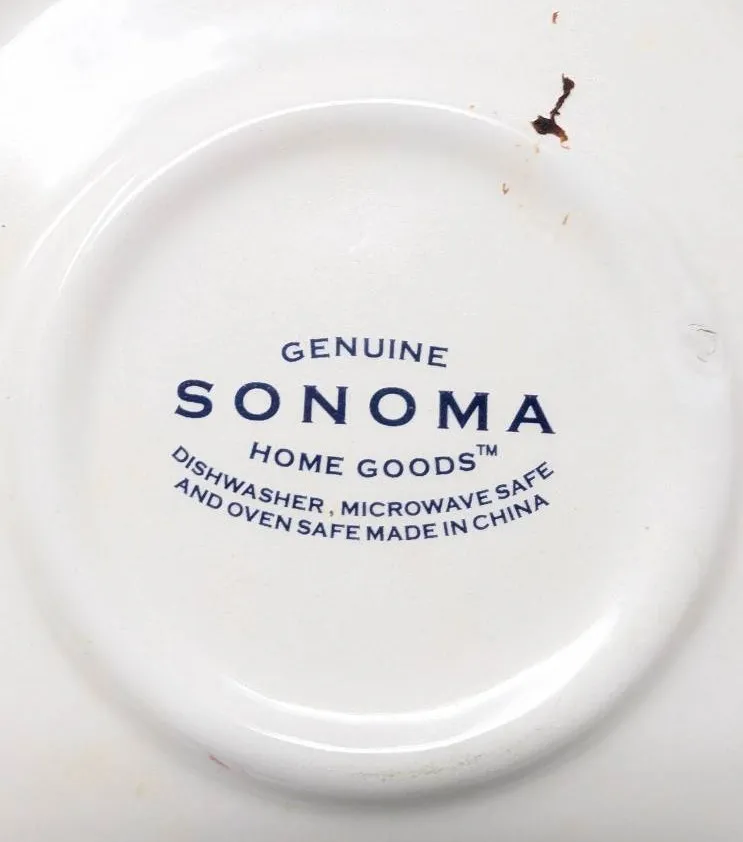 GENUINE
SONOMA
HOME GOODS™
DISHWASHER, MICROWAVE SAFE
AND OVEN SAFE MADE IN CHINA